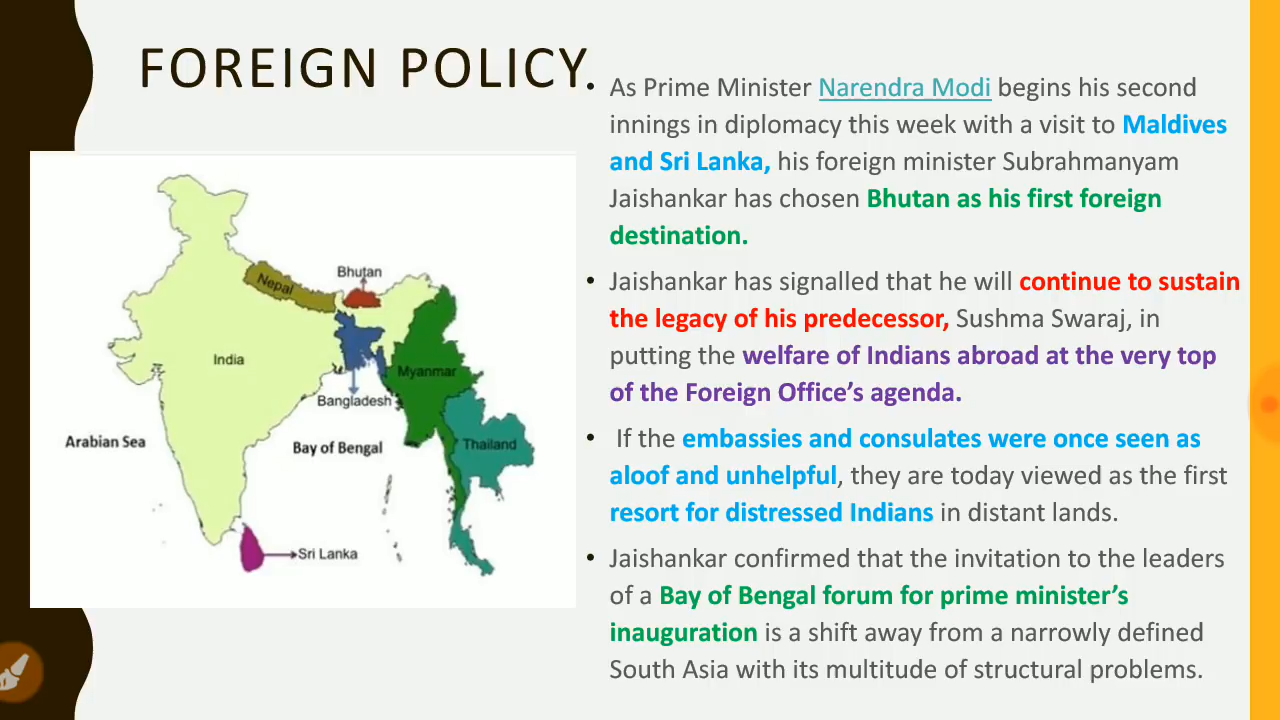 FOREIGN POLICY
• As Prime Minister Narendra Modi begins his second
innings in diplomacy this week with a visit to Maldives
and Sri Lanka, his foreign minister Subrahmanyam
Jaishankar has chosen Bhutan as his first foreign
destination.
• Jaishankar has signalled that he will continue to sustain
the legacy of his predecessor, Sushma Swaraj, in
putting the welfare of Indians abroad at the very top
of the Foreign Office’s agenda.
• If the embassies and consulates were once seen as
aloof and unhelpful, they are today viewed as the first
resort for distressed Indians in distant lands.
• Jaishankar confirmed that the invitation to the leaders
of a Bay of Bengal forum for prime minister’s
inauguration is a shift away from a narrowly defined
South Asia with its multitude of structural problems.
Nepal
Bhutan
India
Myanmar
Bangladesh
Arabian Sea
Bay of Bengal
Thailand
Sri Lanka